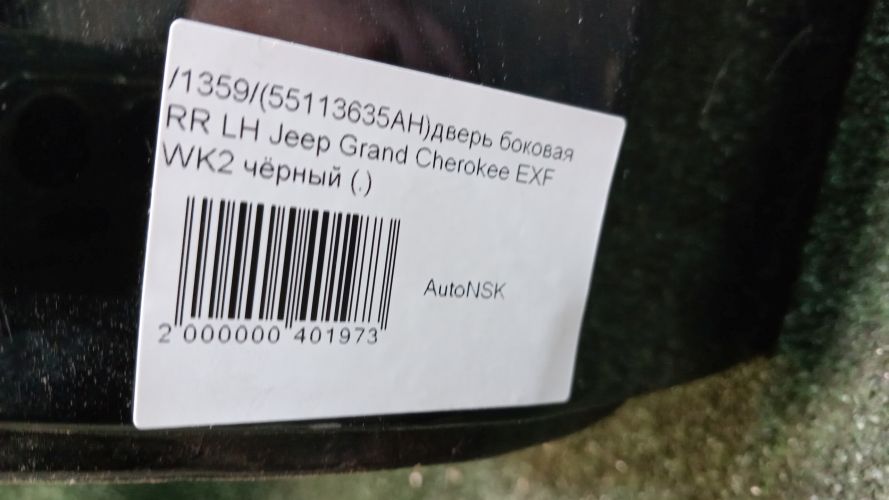 /1359/(55113635AH)дверь боковая
RR LH Jeep Grand Cherokee EXF
WK2 чёрный (.)
AutoNSK
2 000000 401973